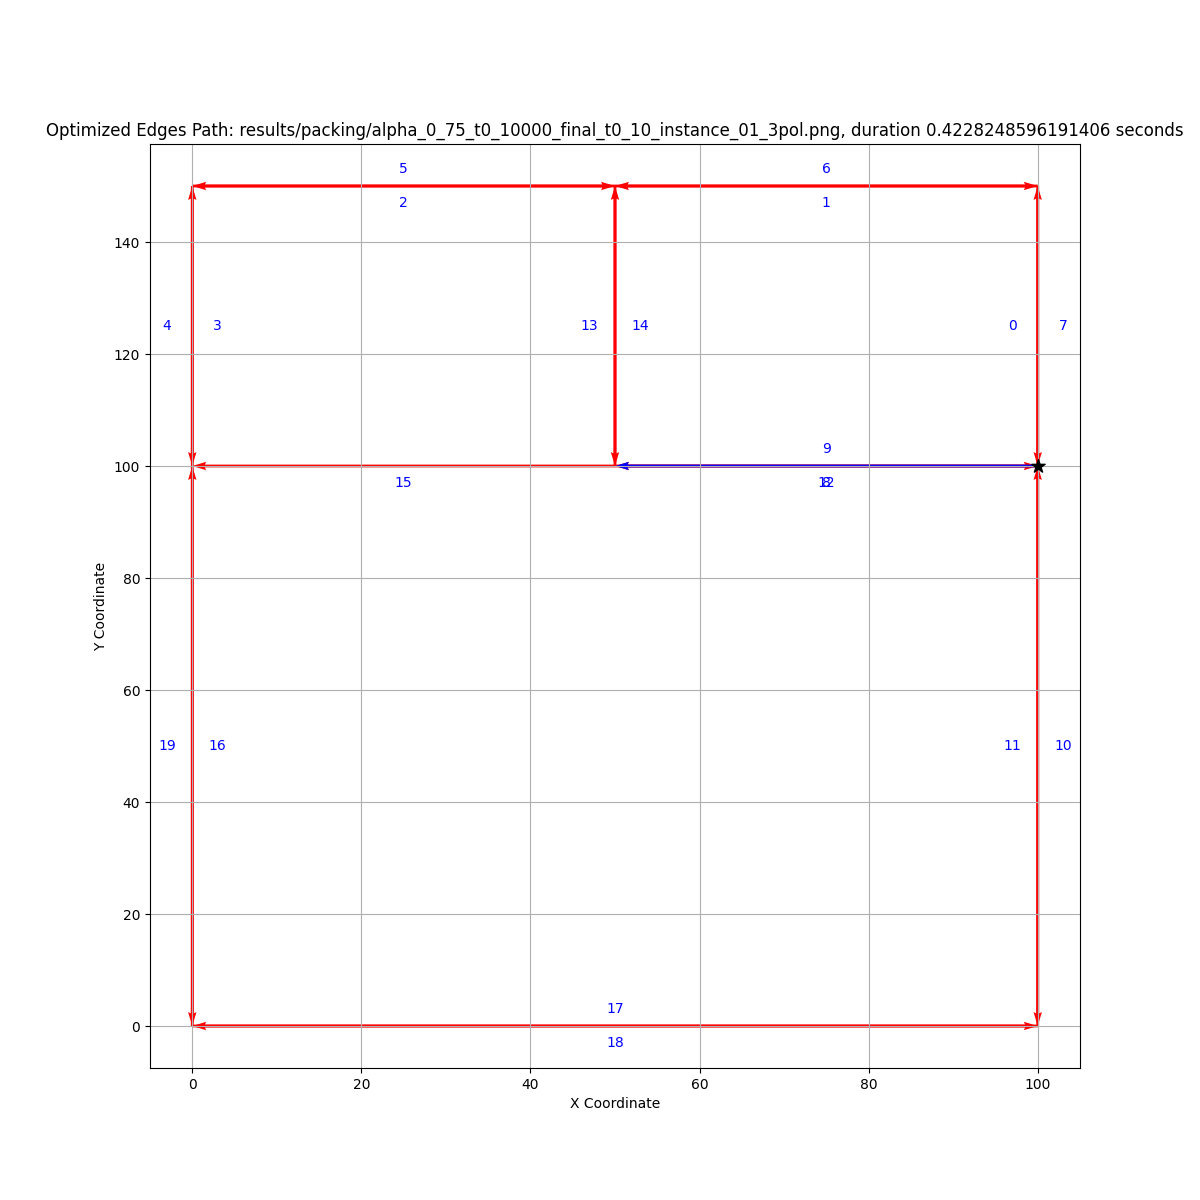 Optimized Edges Path: results/packing/alpha_0_75_t0_10000_final_t0_10_instance_01_3pol.png, duration 0.4228248596191406 seconds
5 6
2 1
140
4 3 13 14 0 7
120
9
100
15 12 8
80
Y Coordinate
60
19 16 11 10
40
20
17
0
18
0 20 40 60 80 100
X Coordinate